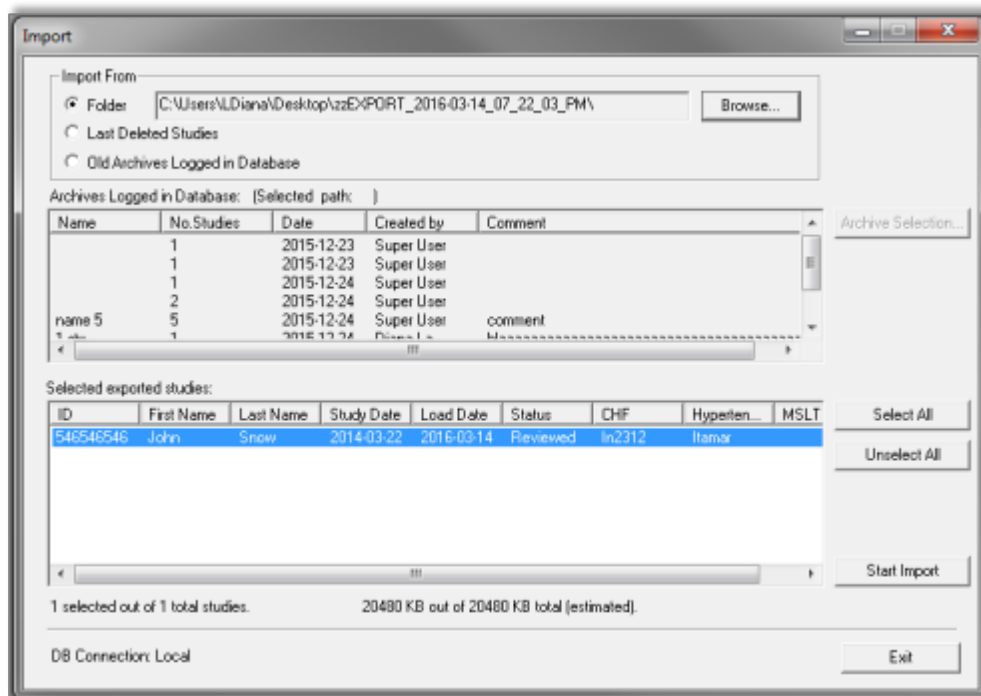 Import
Import From
Folder C:\Users\LDiana\Desktop\zzEXPORT_2016-03-14_07_22_03_PM\ Browse...
Last Deleted Studies
Old Archives Logged in Database
Archives Logged in Database: (Selected path: )
Name No.Studies Date Created by Comment Archive Selection...
1 2015-12-23 Super User
1 2015-12-23 Super User
1 2015-12-24 Super User
2 2015-12-24 Super User
name 5 5 2015-12-24 Super User comment
Selected exported studies:
ID First Name Last Name Study Date Load Date Status CHF Hyperten... MSLT Select All
546546546 John Snow 2014-03-22 2016-03-14 Reviewed In2312 Itamar
Unselect All
Start Import
1 selected out of 1 total studies. 20480 KB out of 20480 KB total (estimated).
DB Connection: Local Exit